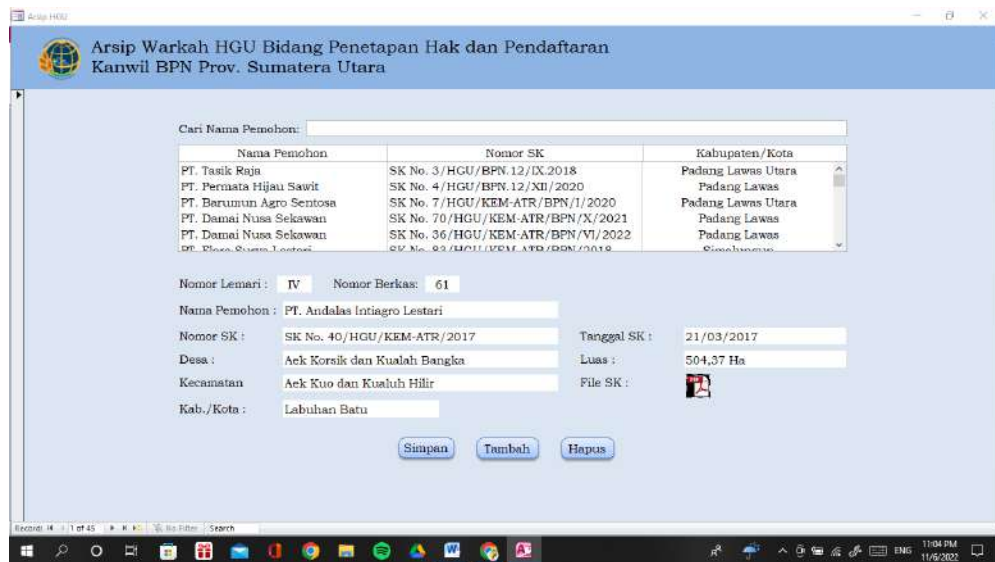 Arsip HGU
Arsip Warkah HGU Bidang Penetapan Hak dan Pendaftaran
Kanwil BPN Prov. Sumatera Utara
Cari Nama Pemohon:
Nama Pemohon Nomor SK Kabupaten/Kota
PT. Tasik Raja SK No. 3/HGU/BPN.12/IX.2018 Padang Lawas Utara
PT. Permata Hijau Sawit SK No. 4/HGU/BPN.12/XII/2020 Padang Lawas
PT. Barumun Agro Sentosa SK No. 7/HGU/KEM-ATR/BPN/I/2020 Padang Lawas Utara
PT. Damai Nusa Sekawan SK No. 70/HGU/KEM-ATR/BPN/X/2021 Padang Lawas
PT. Damai Nusa Sekawan SK No. 36/HGU/KEM-ATR/BPN/VI/2022 Padang Lawas
Nomor Lemari : IV Nomor Berkas: 61
Nama Pemohon : PT. Andalas Intiagro Lestari
Nomor SK : SK No. 40/HGU/KEM-ATR/2017 Tanggal SK : 21/03/2017
Desa : Aek Korsik dan Kualah Bangka Luas : 504,37 Ha
Kecamatan Aek Kuo dan Kualuh Hilir File SK :
Kab./Kota : Labuhan Batu
Simpan Tambah Hapus
Record: 1 of 45 No Filter Search
ENG 11:04 PM
11/6/2022